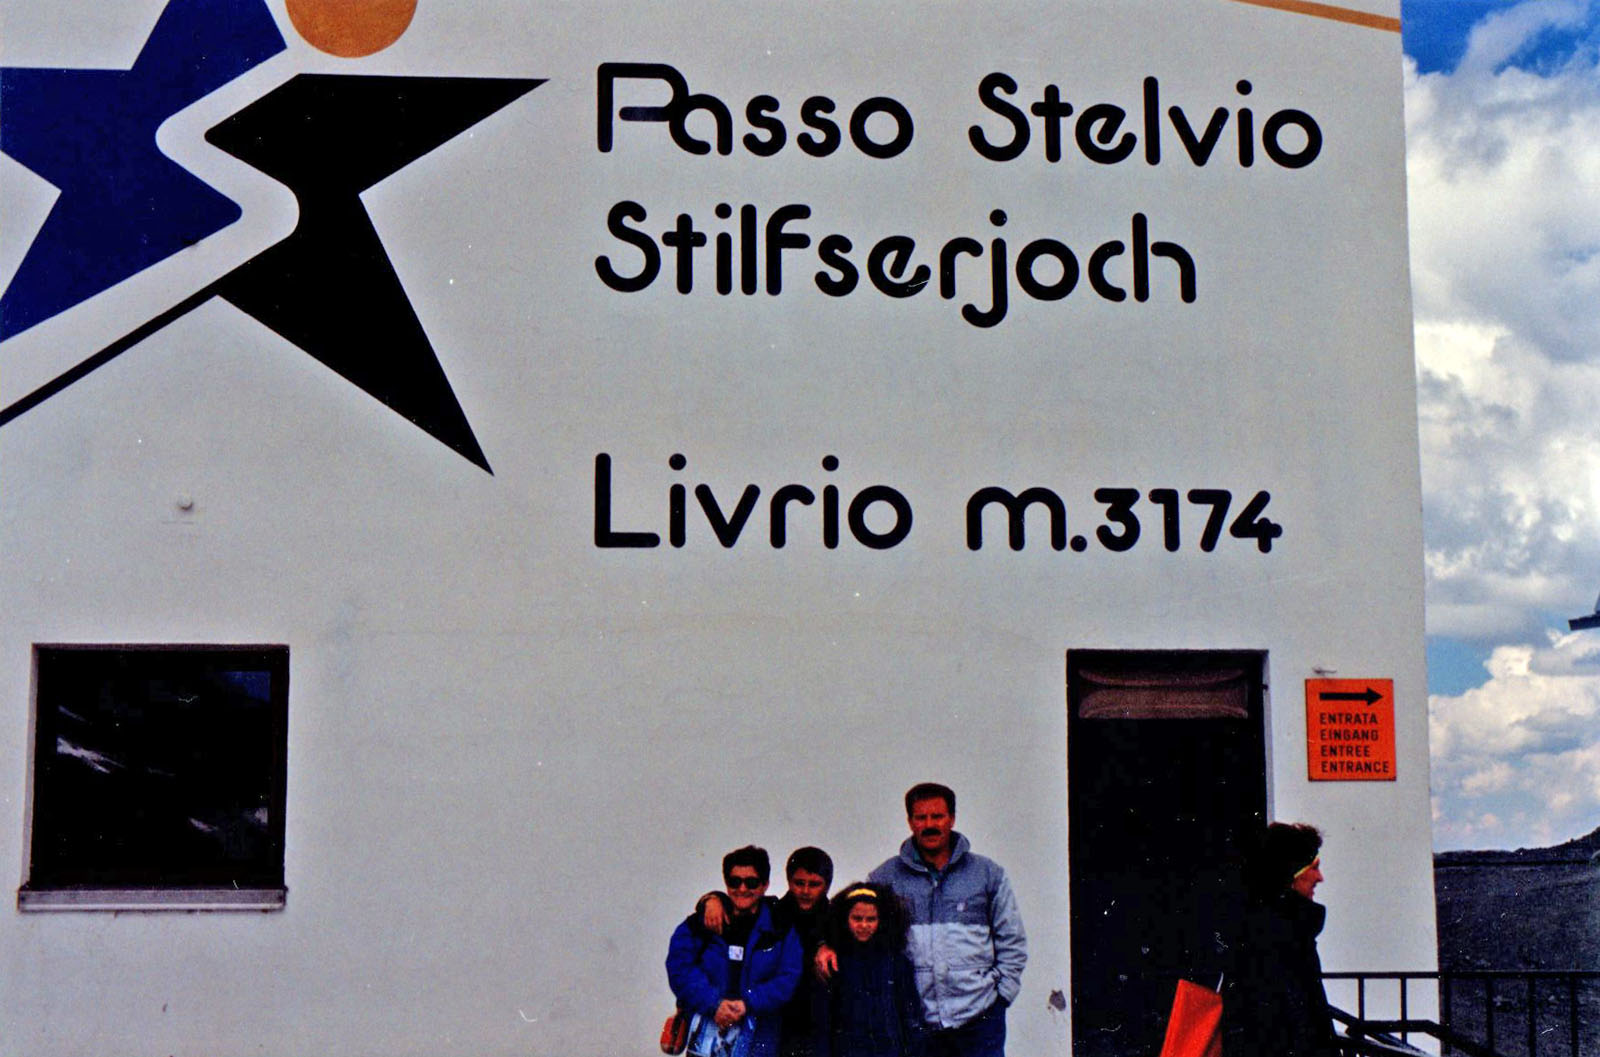 Passo Stelvio
Stilfserjoch
Livrio m.3174
ENTRATA
EINGANG
ENTREE
ENTRANCE